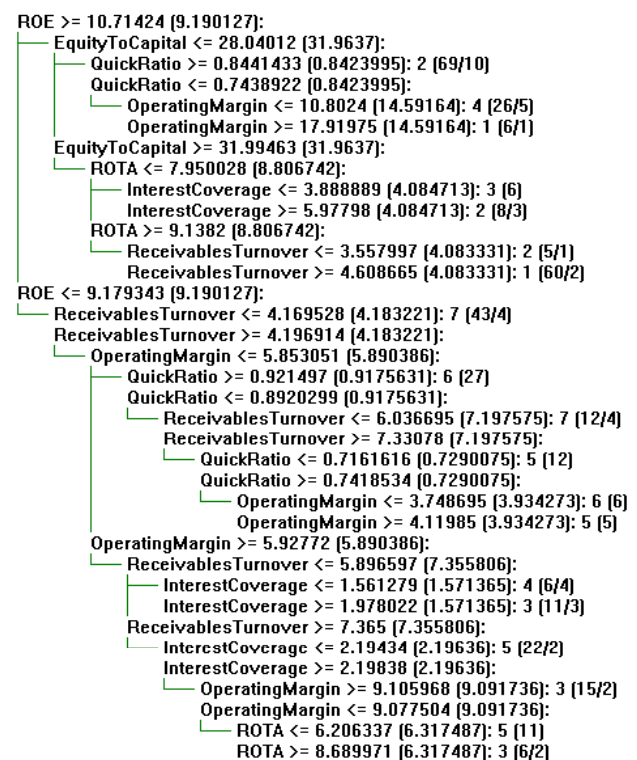 ROE >= 10.71424 (9.190127):
EquityToCapital <= 28.04012 (31.9637):
QuickRatio >= 0.8441433 (0.8423995): 2 (69/10)
QuickRatio <= 0.7438922 (0.8423995):
OperatingMargin <= 10.8024 (14.59164): 4 (26/5)
OperatingMargin >= 17.91975 (14.59164): 1 (6/1)
EquityToCapital >= 31.99463 (31.9637):
ROTA <= 7.950028 (8.806742):
InterestCoverage <= 3.888889 (4.084713): 3 (6)
InterestCoverage >= 5.97798 (4.084713): 2 (8/3)
ROTA >= 9.1382 (8.806742):
ReceivablesTurnover <= 3.557997 (4.083331): 2 (5/1)
ReceivablesTurnover >= 4.608665 (4.083331): 1 (60/2)
ROE <= 9.179343 (9.190127):
ReceivablesTurnover <= 4.169528 (4.183221): 7 (43/4)
ReceivablesTurnover >= 4.196914 (4.183221):
OperatingMargin <= 5.853051 (5.890386):
QuickRatio >= 0.921497 (0.9175631): 6 (27)
QuickRatio <= 0.8920299 (0.9175631):
ReceivablesTurnover <= 6.036695 (7.197575): 7 (12/4)
ReceivablesTurnover >= 7.33078 (7.197575):
QuickRatio <= 0.7161616 (0.7290075): 5 (12)
QuickRatio >= 0.7418534 (0.7290075):
OperatingMargin <= 3.748695 (3.934273): 6 (6)
OperatingMargin >= 4.11985 (3.934273): 5 (5)
OperatingMargin >= 5.92772 (5.890386):
ReceivablesTurnover <= 5.896597 (7.355806):
InterestCoverage <= 1.561279 (1.571365): 4 (6/4)
InterestCoverage >= 1.978022 (1.571365): 3 (11/3)
ReceivablesTurnover >= 7.365 (7.355806):
InterestCoverage <= 2.19434 (2.19636): 5 (22/2)
InterestCoverage >= 2.19838 (2.19636):
OperatingMargin >= 9.105968 (9.091736): 3 (15/2)
OperatingMargin <= 9.077504 (9.091736):
ROTA <= 6.206337 (6.317487): 5 (11)
ROTA >= 8.689971 (6.317487): 3 (6/2)